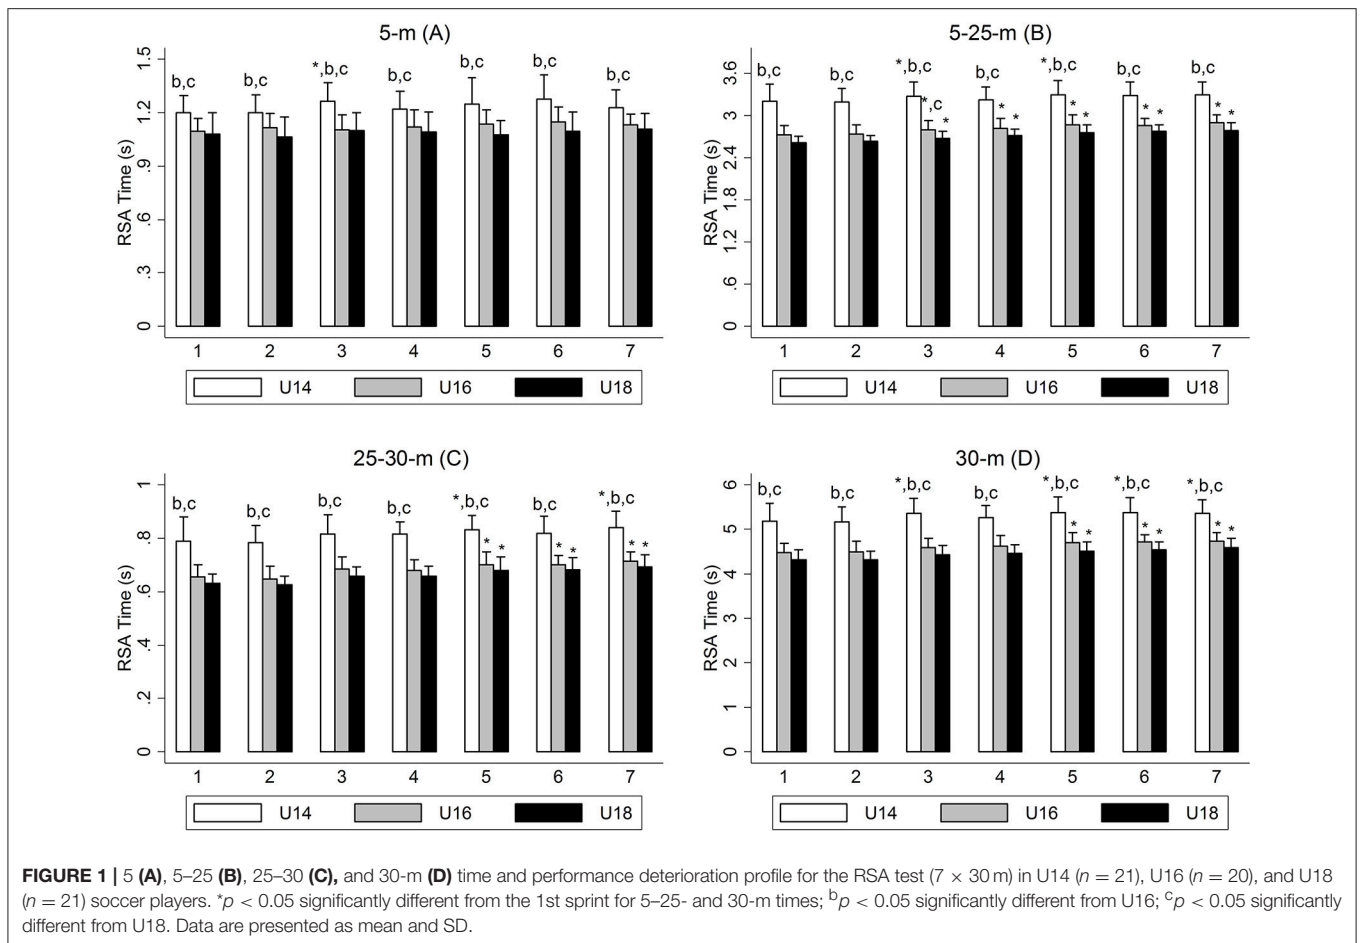 5-m (A)
RSA Time (s)
0 .3 .6 .9 1.2 1.5
b,c b,c *,b,c b,c b,c b,c b,c
1 2 3 4 5 6 7
U14 U16 U18
5-25-m (B)
RSA Time (s)
0 .6 1.2 1.8 2.4 3 3.6
b,c b,c *,b,c b,c *,b,c b,c b,c
*,c * * * * * * * * *
1 2 3 4 5 6 7
U14 U16 U18
25-30-m (C)
RSA Time (s)
0 .2 .4 .6 .8 1
b,c b,c b,c b,c *,b,c b,c *,b,c
* * * * * *
1 2 3 4 5 6 7
U14 U16 U18
30-m (D)
RSA Time (s)
0 1 2 3 4 5 6
b,c b,c *,b,c b,c *,b,c *,b,c *,b,c
* * * * * *
1 2 3 4 5 6 7
U14 U16 U18
FIGURE 1 | 5 (A), 5–25 (B), 25–30 (C), and 30-m (D) time and performance deterioration profile for the RSA test (7 × 30 m) in U14 (n = 21), U16 (n = 20), and U18
(n = 21) soccer players. *p < 0.05 significantly different from the 1st sprint for 5–25- and 30-m times; bp < 0.05 significantly different from U16; cp < 0.05 significantly
different from U18. Data are presented as mean and SD.